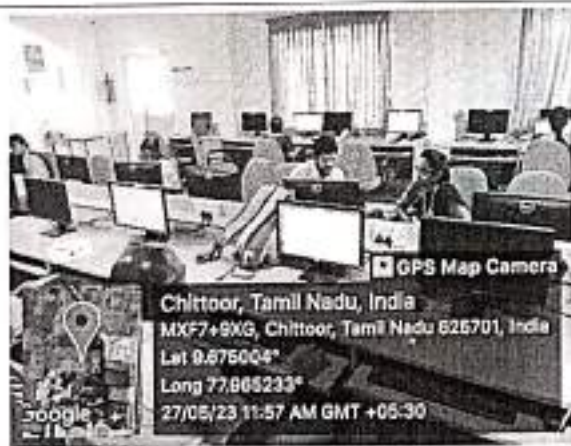 GPS Map Camera
Chittoor, Tamil Nadu, India
MXF7+9XG, Chittoor, Tamil Nadu 626701, India
Lat 9.675004°
Long 77.965233°
27/05/23 11:57 AM GMT +05:30
Google